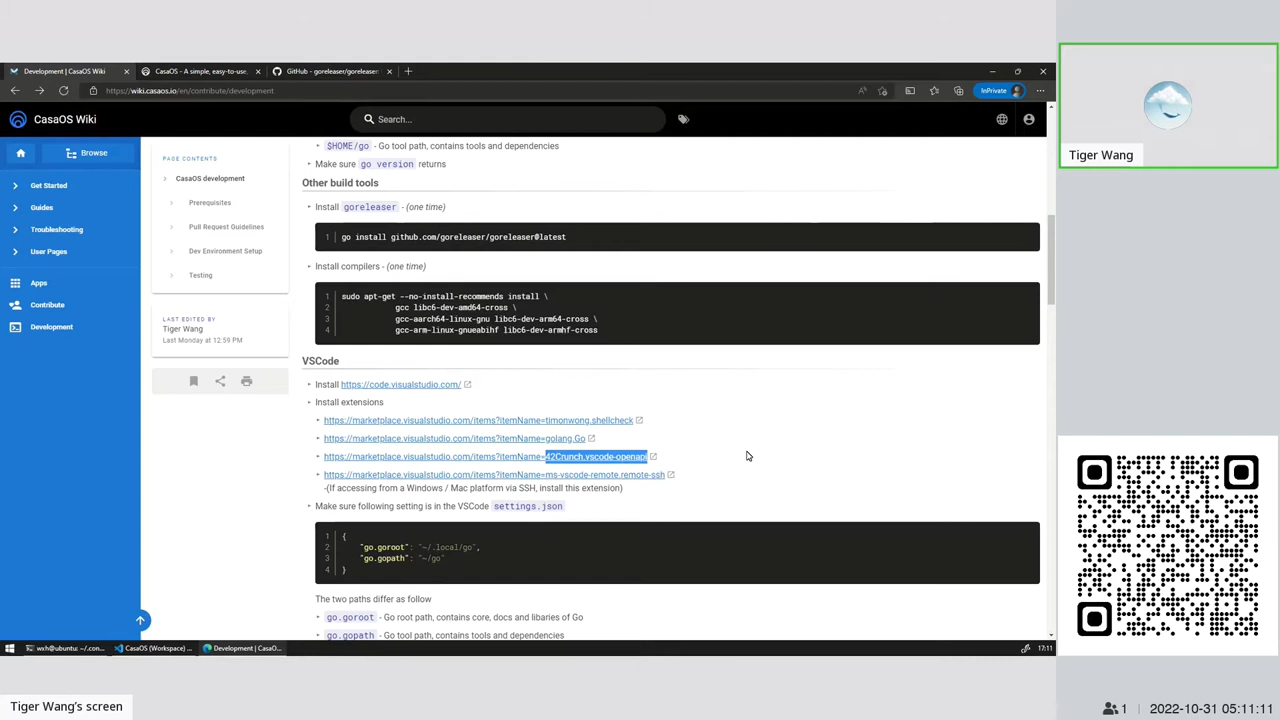 Development | CasaOS Wiki
CasaOS - A simple, easy-to-use.
GitHub - goreleaser/goreleaser
https://wiki.casaos.io/en/contribute/development
InPrivate
CasaOS Wiki
Search...
Browse
Get Started
Guides
Troubleshooting
User Pages
Apps
Contribute
Development
PAGE CONTENTS
CasaOS development
Prerequisites
Pull Request Guidelines
Dev Environment Setup
Testing
LAST EDITED BY
Tiger Wang
Last Monday at 12:59 PM
$HOME/go - Go tool path, contains tools and dependencies
Make sure go version returns
Other build tools
Install goreleaser - (one time)
1 go install github.com/goreleaser/goreleaser@latest
Install compilers - (one time)
1 sudo apt-get --no-install-recommends install \
2 gcc libc6-dev-amd64-cross \
3 gcc-aarch64-linux-gnu libc6-dev-arm64-cross \
4 gcc-arm-linux-gnueabihf libc6-dev-armhf-cross
VSCode
Install https://code.visualstudio.com/
Install extensions
https://marketplace.visualstudio.com/items?itemName=timonwong.shellcheck
https://marketplace.visualstudio.com/items?itemName=golang.Go
https://marketplace.visualstudio.com/items?itemName=42Crunch.vscode-openapi
https://marketplace.visualstudio.com/items?itemName=ms-vscode-remote.remote-ssh
-(If accessing from a Windows / Mac platform via SSH, install this extension)
Make sure following setting is in the VSCode settings.json
1 {
2 "go.goroot": "~/.local/go",
3 "go.gopath": "~/go"
4 }
The two paths differ as follow
go.goroot - Go root path, contains core, docs and libaries of Go
go.gopath - Go tool path, contains tools and dependencies
wxh@ubuntu: ~/.con...
CasaOS (Workspace) ...
Development | CasaO...
17:11
Tiger Wang
Tiger Wang's screen
1
2022-10-31 05:11:11